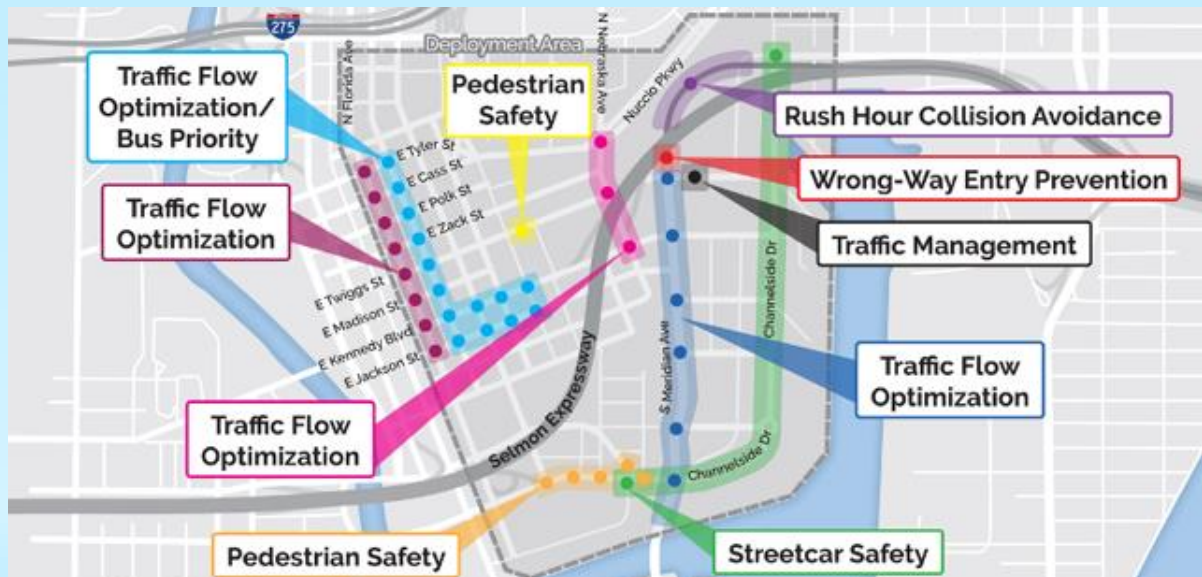 275
Deployment Area
Traffic Flow
Optimization/
Bus Priority
N Florida Ave
Pedestrian
Safety
N Nebraska Ave
Nuccio Pkwy
Rush Hour Collision Avoidance
E Tyler St
E Cass St
E Polk St
E Zack St
Wrong-Way Entry Prevention
Traffic Flow
Optimization
Traffic Management
E Twiggs St
E Madison St
E Kennedy Blvd
E Jackson St
Channelside Dr
S Meridian Ave
Selmon Expressway
Traffic Flow
Optimization
Traffic Flow
Optimization
Channelside Dr
Pedestrian Safety
Streetcar Safety